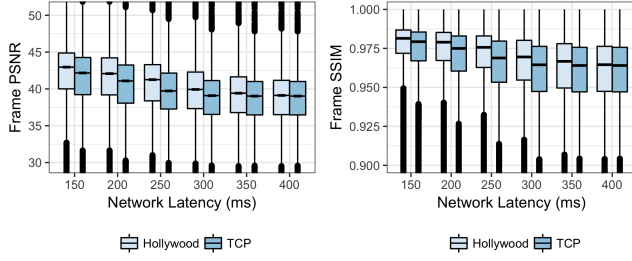 Frame PSNR
50
45
40
35
30
150 200 250 300 350 400
Network Latency (ms)
Hollywood TCP
Frame SSIM
1.000
0.975
0.950
0.925
0.900
150 200 250 300 350 400
Network Latency (ms)
Hollywood TCP